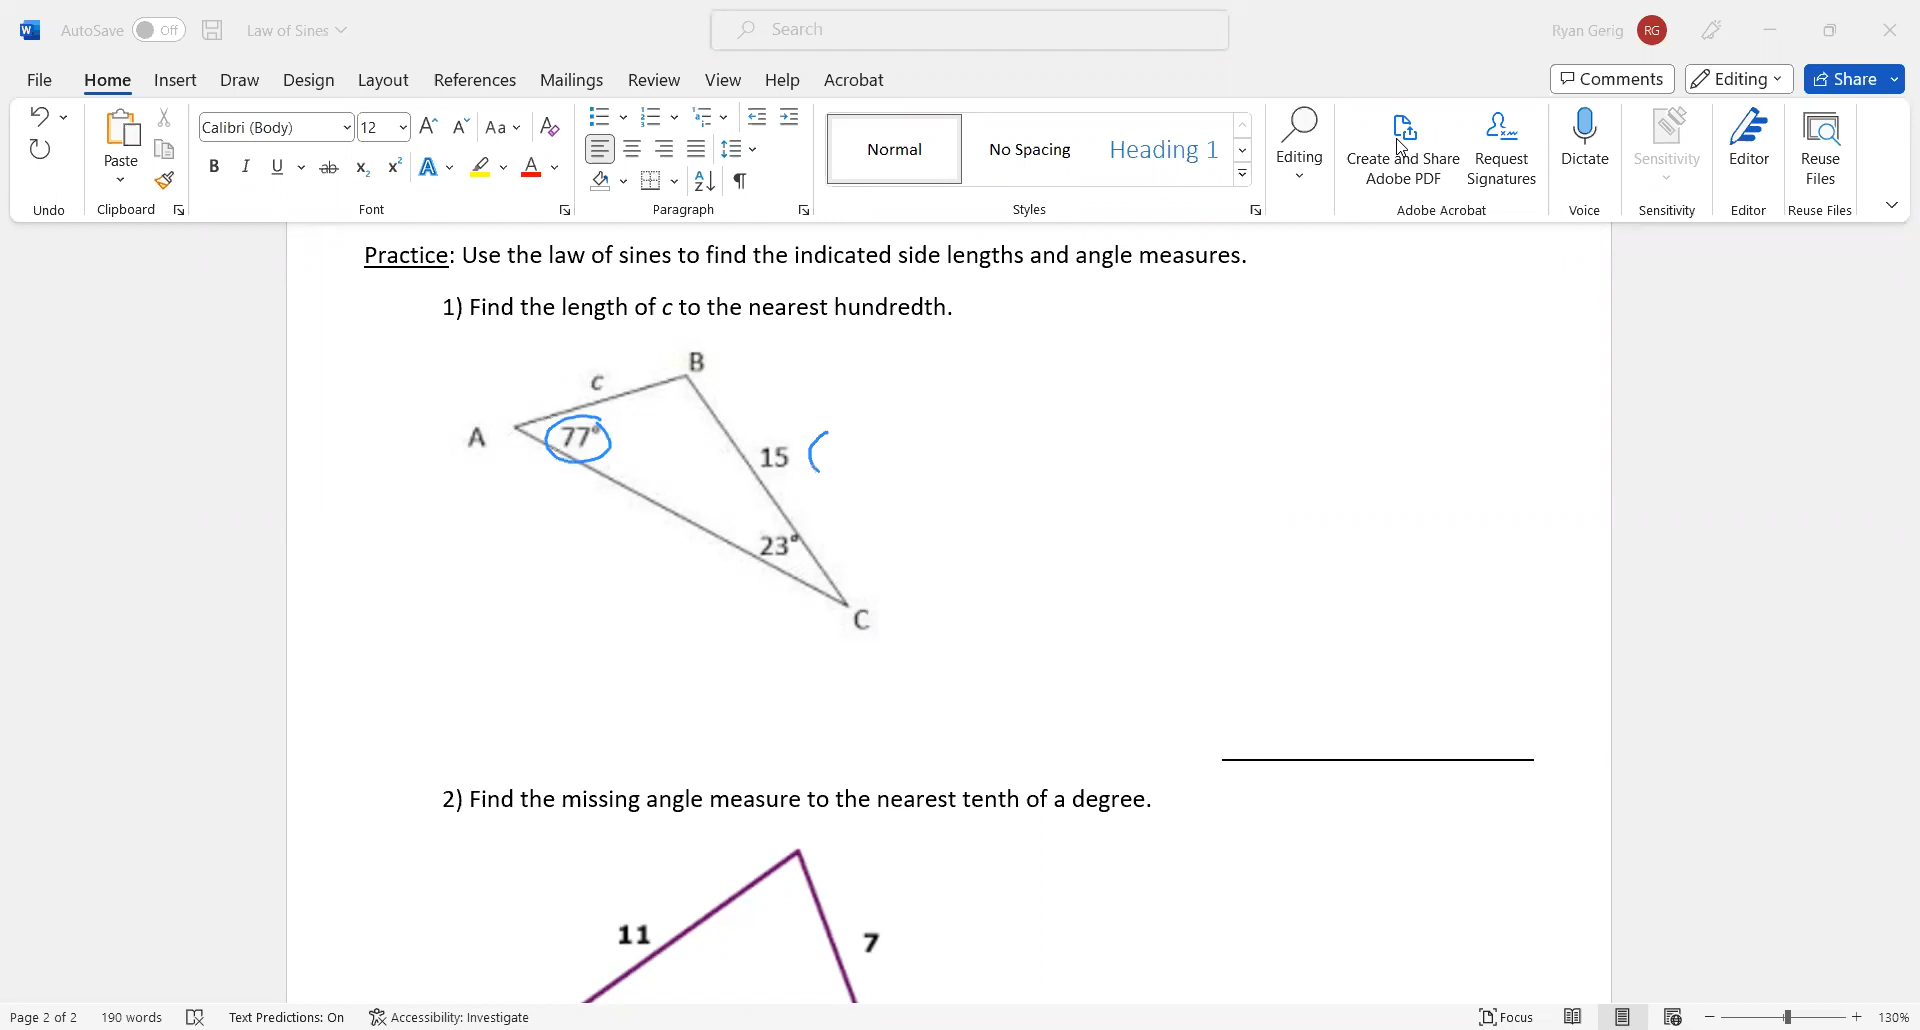 AutoSave Off Law of Sines Search Ryan Gerig RG
File Home Insert Draw Design Layout References Mailings Review View Help Acrobat Comments Editing Share
Calibri (Body) 12 A A Aa A
Normal No Spacing Heading 1
Paste B I U ab x₂ x² A A
Editing Create and Share Adobe PDF Request Signatures Dictate Sensitivity Editor Reuse Files
Undo Clipboard Font Paragraph Styles Adobe Acrobat Voice Sensitivity Editor Reuse Files
Practice: Use the law of sines to find the indicated side lengths and angle measures.
1) Find the length of c to the nearest hundredth.
B
c
A 77°
15
23°
C
2) Find the missing angle measure to the nearest tenth of a degree.
11
7
Page 2 of 2 190 words Text Predictions: On Accessibility: Investigate Focus 130%